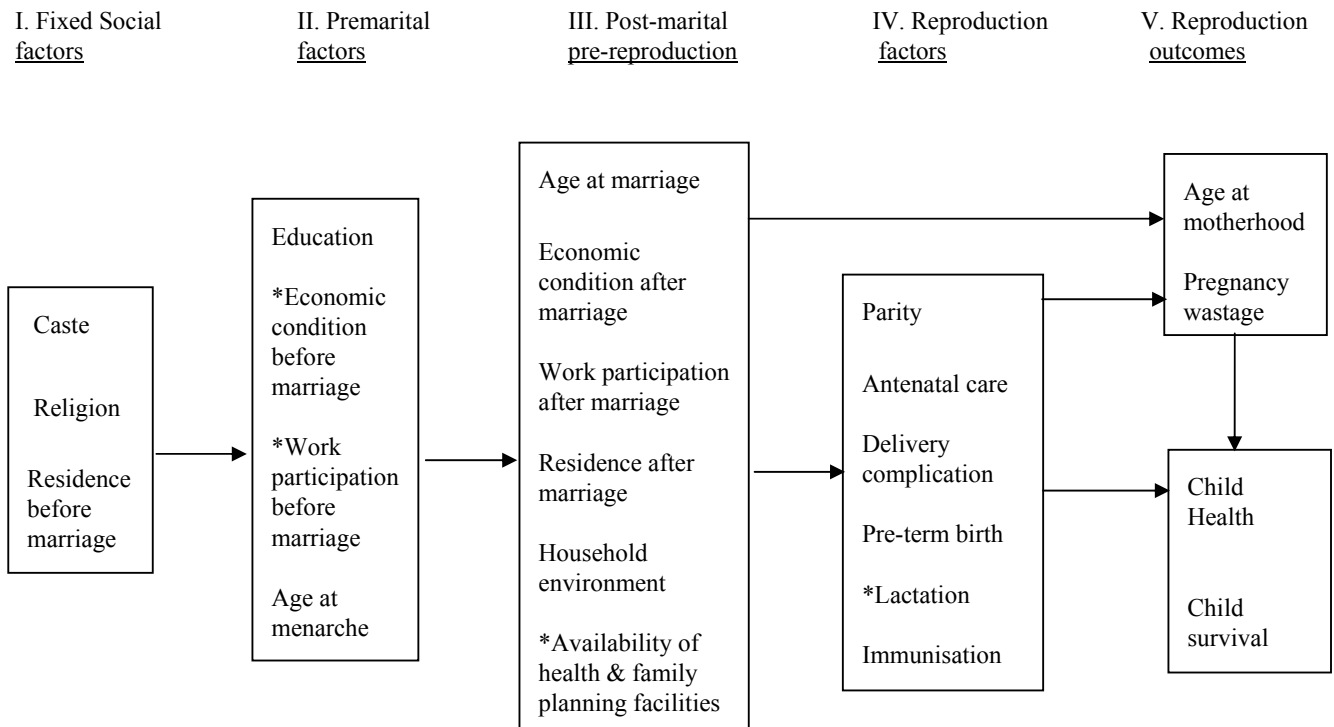 I. Fixed Social
factors
II. Premarital
factors
III. Post-marital
pre-reproduction
IV. Reproduction
factors
V. Reproduction
outcomes
Caste
Religion
Residence
before
marriage
Education
*Economic
condition
before
marriage
*Work
participation
before
marriage
Age at
menarche
Age at marriage
Economic
condition after
marriage
Work participation
after marriage
Residence after
marriage
Household
environment
*Availability of
health & family
planning facilities
Parity
Antenatal care
Delivery
complication
Pre-term birth
*Lactation
Immunisation
Age at
motherhood
Pregnancy
wastage
Child
Health
Child
survival